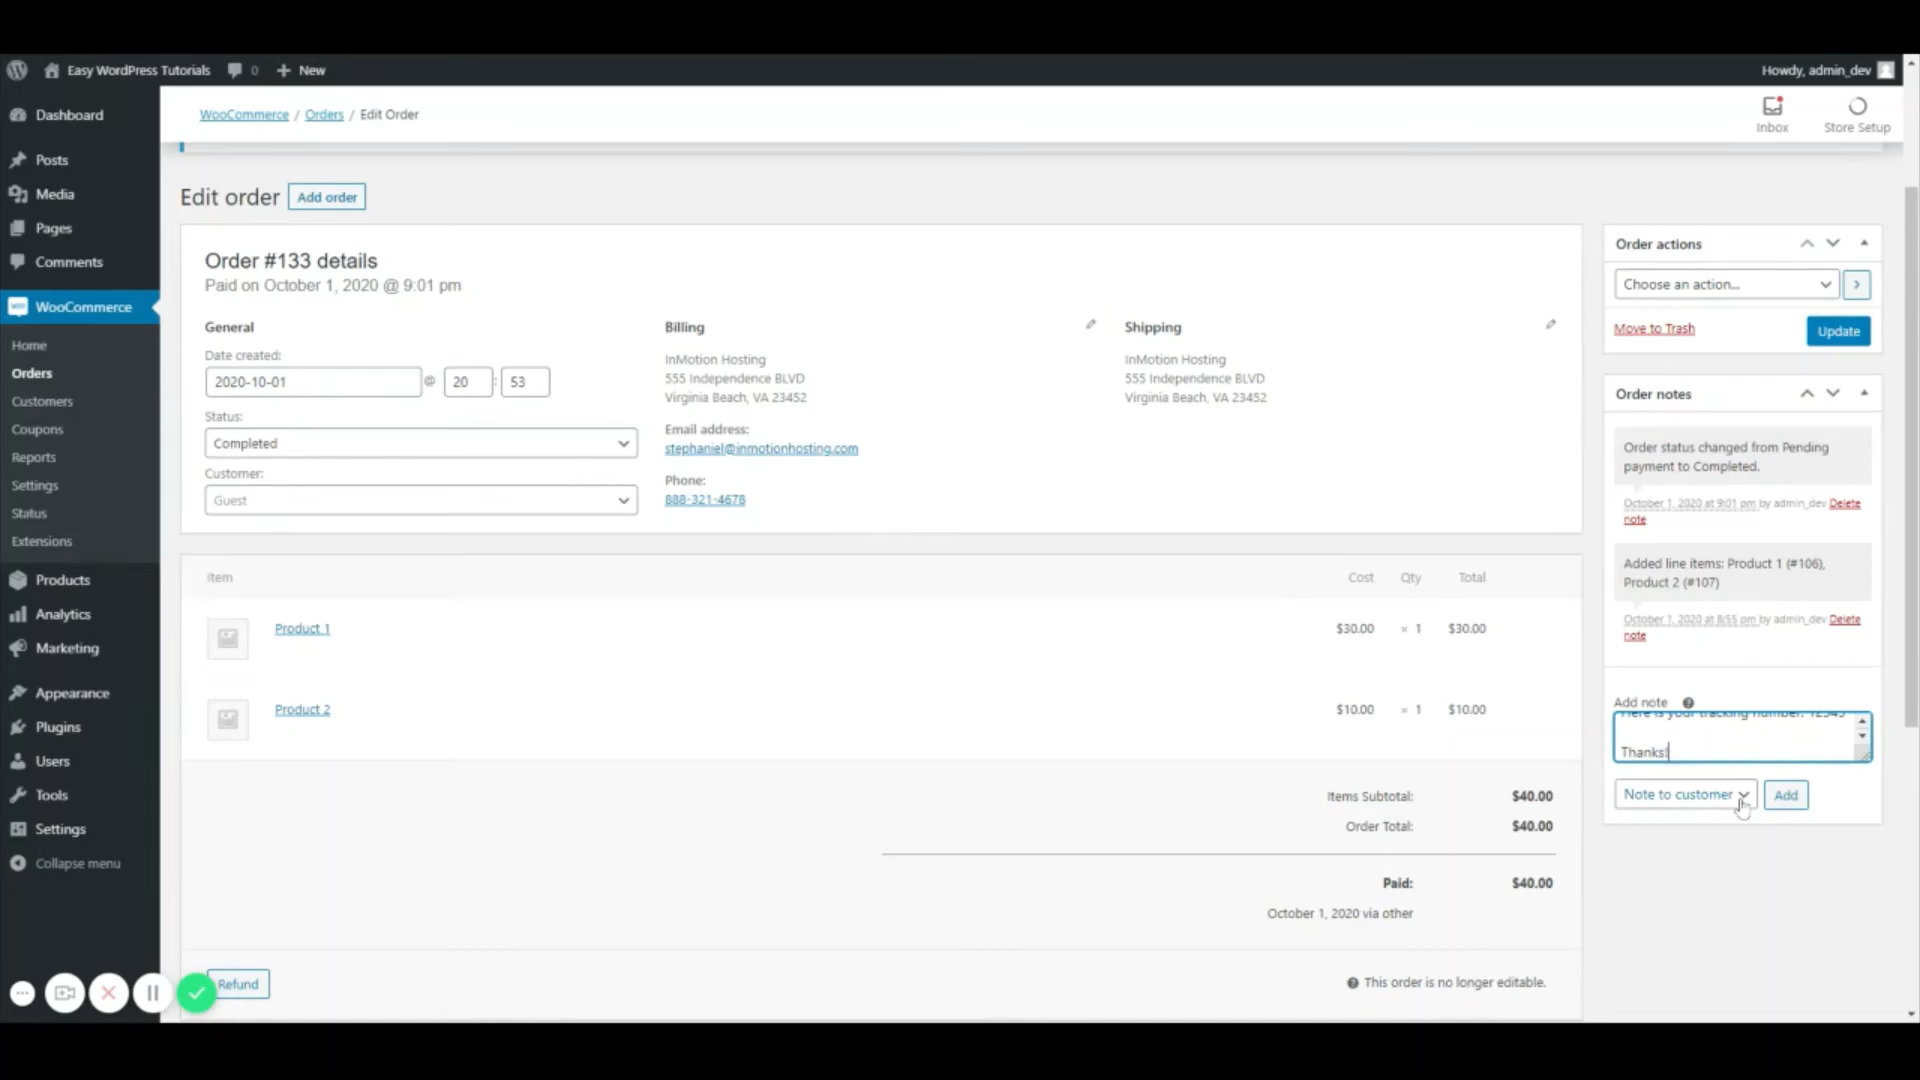 Easy WordPress Tutorials 0 New Howdy, admin_dev
Dashboard
Posts
Media
Pages
Comments
WooCommerce
Home
Orders
Customers
Coupons
Reports
Settings
Status
Extensions
Products
Analytics
Marketing
Appearance
Plugins
Users
Tools
Settings
Collapse menu
WooCommerce / Orders / Edit Order
Inbox
Store Setup
Edit order Add order
Order #133 details
Paid on October 1, 2020 @ 9:01 pm
General
Date created:
2020-10-01 @ 20 : 53
Status:
Completed
Customer:
Guest
Billing
InMotion Hosting
555 Independence BLVD
Virginia Beach, VA 23452
Email address:
stephaniel@inmotionhosting.com
Phone:
888-321-4678
Shipping
InMotion Hosting
555 Independence BLVD
Virginia Beach, VA 23452
Item Cost Qty Total
Product 1 $30.00 × 1 $30.00
Product 2 $10.00 × 1 $10.00
Items Subtotal: $40.00
Order Total: $40.00
Paid: $40.00
October 1, 2020 via other
Refund
This order is no longer editable.
Order actions
Choose an action...
Move to Trash Update
Order notes
Order status changed from Pending
payment to Completed.
October 1, 2020 at 9:01 pm by admin_dev Delete
note
Added line items: Product 1 (#106),
Product 2 (#107)
October 1, 2020 at 8:55 pm by admin_dev Delete
note
Add note
Here is your tracking number: 12345
Thanks!
Note to customer Add